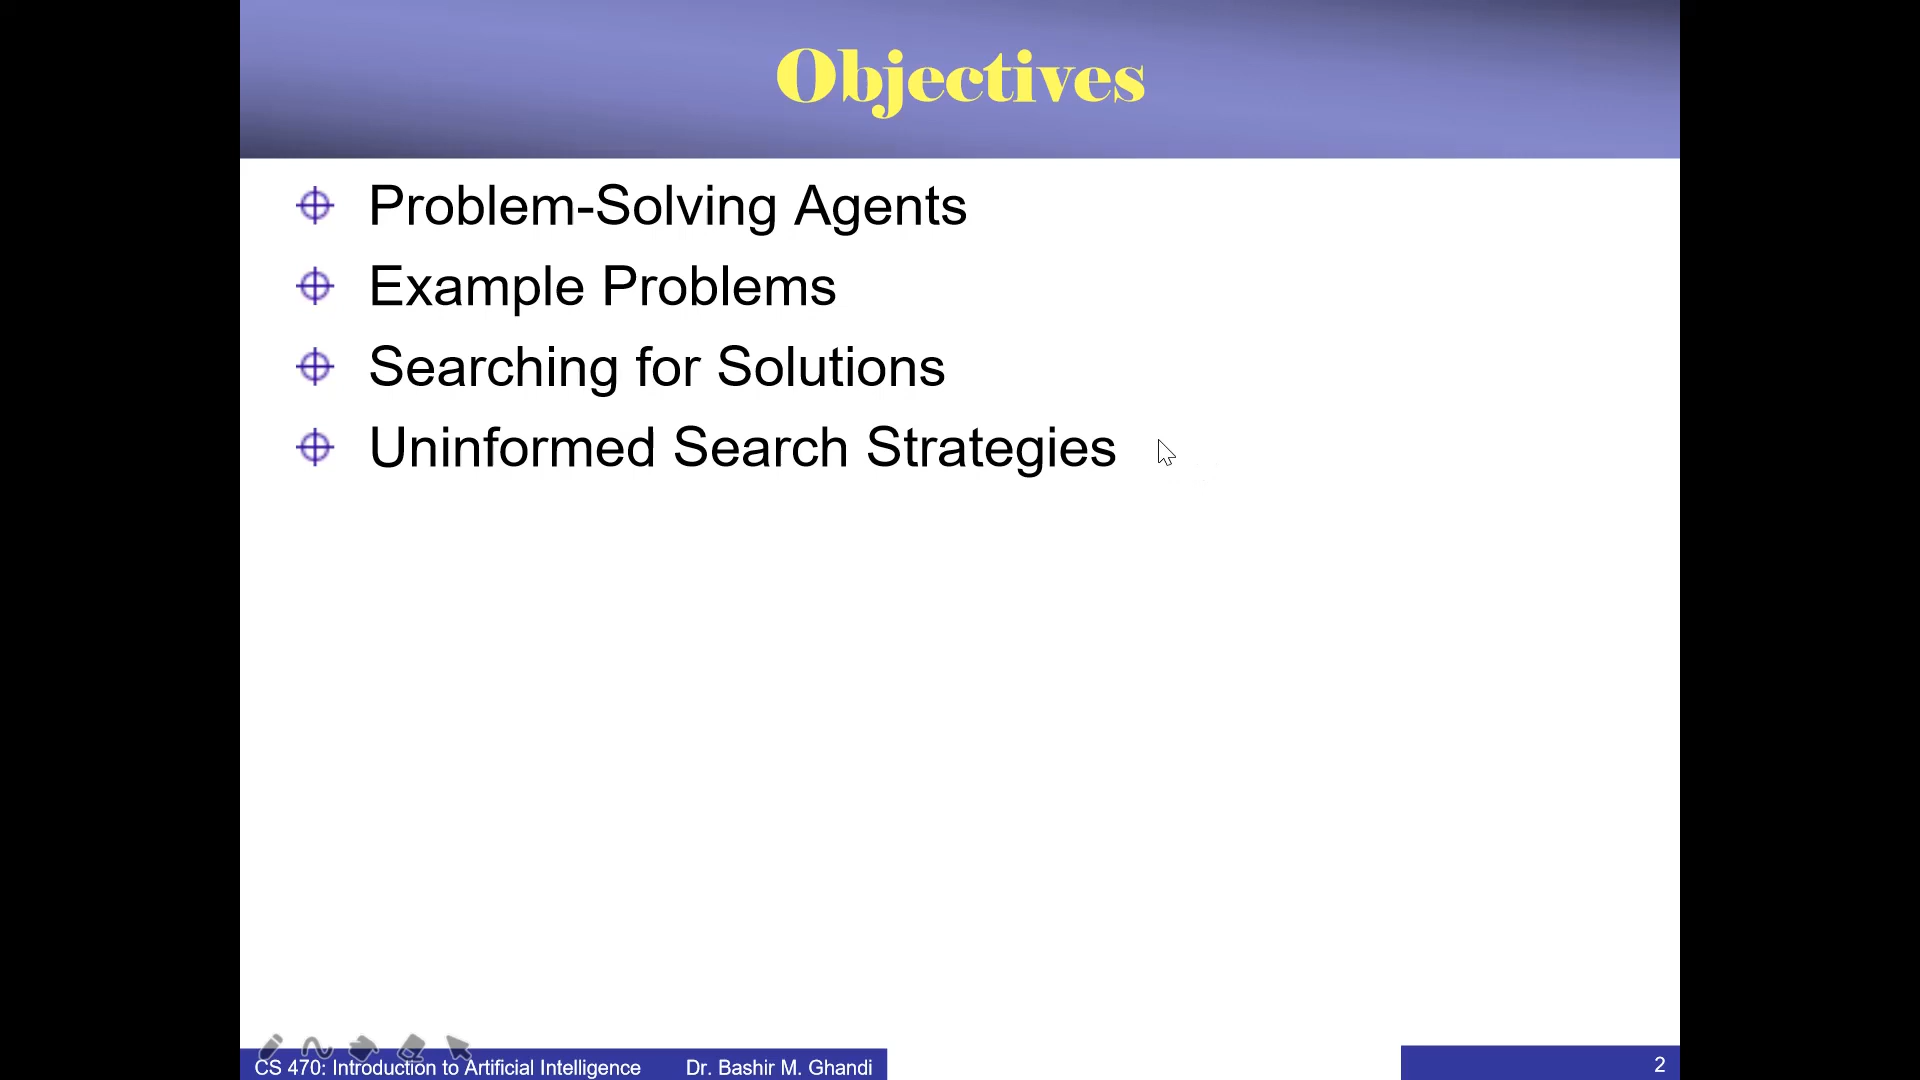 Objectives
Problem-Solving Agents
Example Problems
Searching for Solutions
Uninformed Search Strategies
CS 470: Introduction to Artificial Intelligence Dr. Bashir M. Ghandi
2